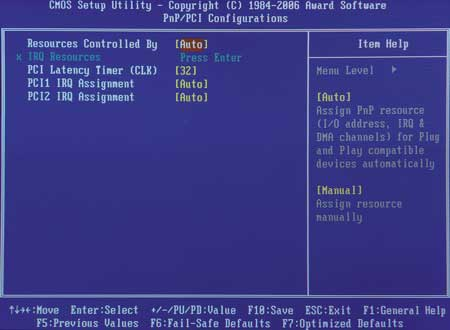 CMOS Setup Utility - Copyright (C) 1984-2006 Award Software
PnP/PCI Configurations
Resources Controlled By [Auto]
x IRQ Resources Press Enter
PCI Latency Timer (CLK) [32]
PCI1 IRQ Assignment [Auto]
PCI2 IRQ Assignment [Auto]
Item Help
Menu Level ▶
[Auto]
Assign PnP resource
(I/O address, IRQ &
DMA channels) for Plug
and Play compatible
devices automatically
[Manual]
Assign resource
manually
↑↓→←:Move Enter:Select +/-/PU/PD:Value F10:Save ESC:Exit F1:General Help
F5:Previous Values F6:Fail-Safe Defaults F7:Optimized Defaults